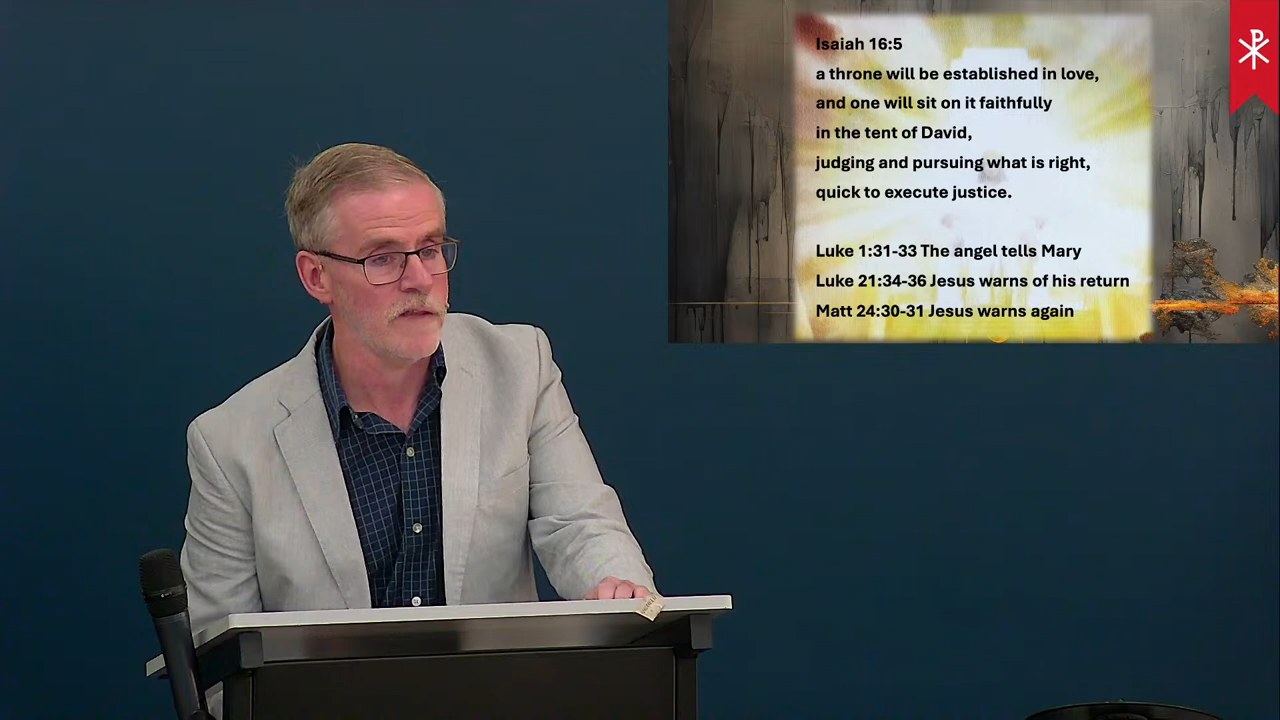 Isaiah 16:5
a throne will be established in love,
and one will sit on it faithfully
in the tent of David,
judging and pursuing what is right,
quick to execute justice.
Luke 1:31-33 The angel tells Mary
Luke 21:34-36 Jesus warns of his return
Matt 24:30-31 Jesus warns again